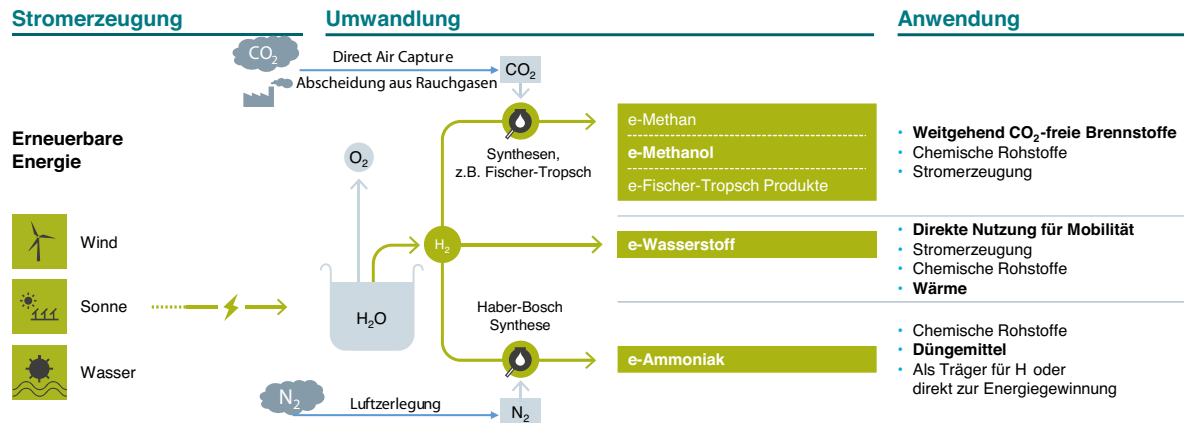 Stromerzeugung
Umwandlung
Anwendung
CO₂
Direct Air Capture
Abscheidung aus Rauchgasen
CO₂
Erneuerbare
Energie
Wind
Sonne
Wasser
O₂
H₂O
H₂
Synthesen,
z.B. Fischer-Tropsch
Haber-Bosch
Synthese
N₂
Luftzerlegung
N₂
e-Methan
e-Methanol
e-Fischer-Tropsch Produkte
e-Wasserstoff
e-Ammoniak
• Weitgehend CO₂-freie Brennstoffe
• Chemische Rohstoffe
• Stromerzeugung
• Direkte Nutzung für Mobilität
• Stromerzeugung
• Chemische Rohstoffe
• Wärme
• Chemische Rohstoffe
• Düngemittel
• Als Träger für H oder
direkt zur Energiegewinnung